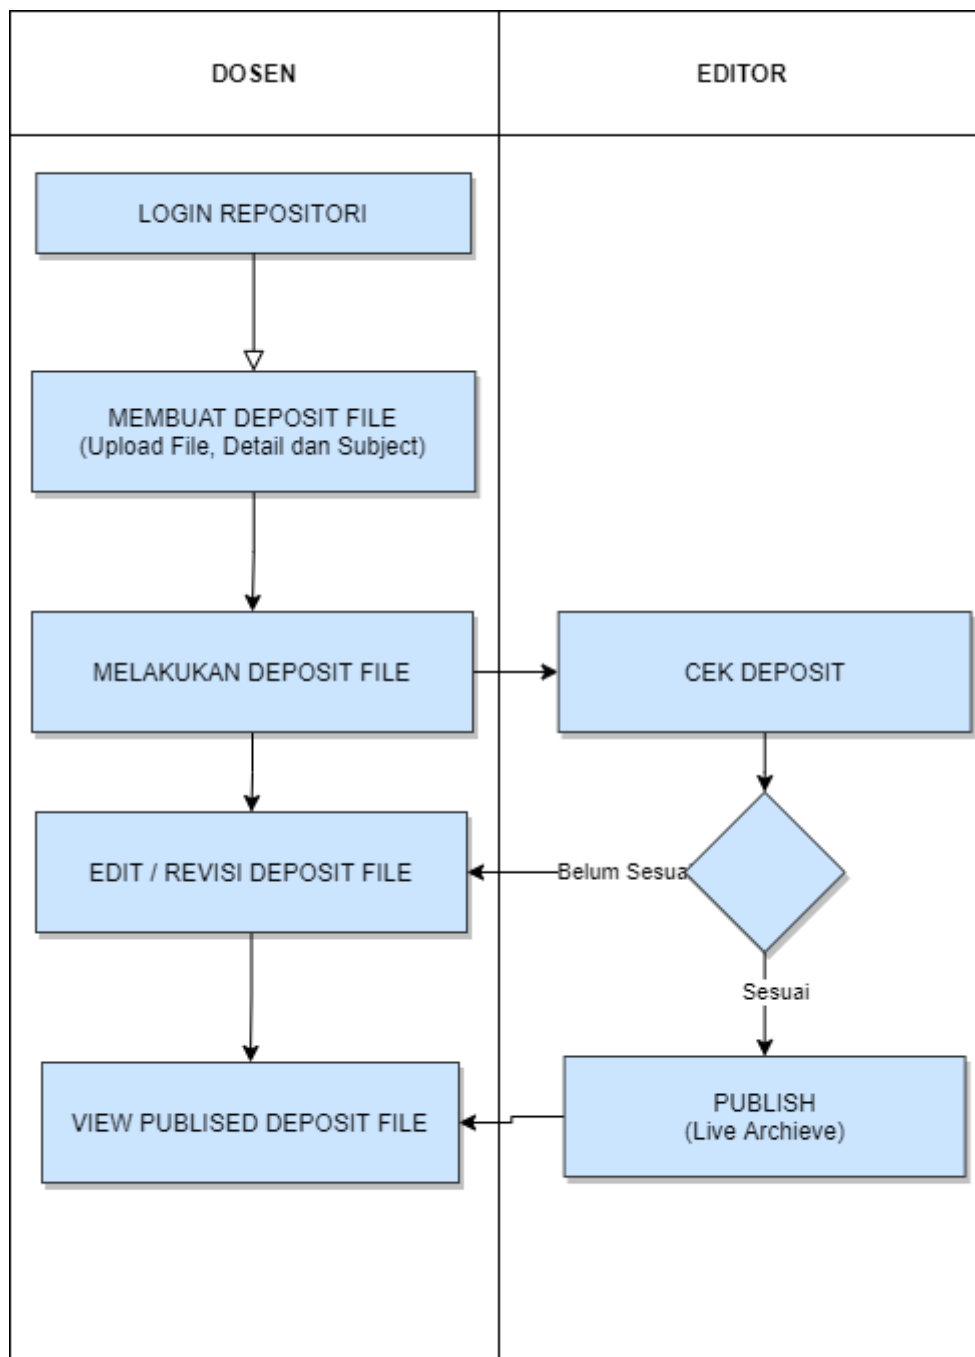 DOSEN
EDITOR
LOGIN REPOSITORI
MEMBUAT DEPOSIT FILE
(Upload File, Detail dan Subject)
MELAKUKAN DEPOSIT FILE
CEK DEPOSIT
EDIT / REVISI DEPOSIT FILE
Belum Sesua
Sesuai
VIEW PUBLISED DEPOSIT FILE
PUBLISH
(Live Archieve)